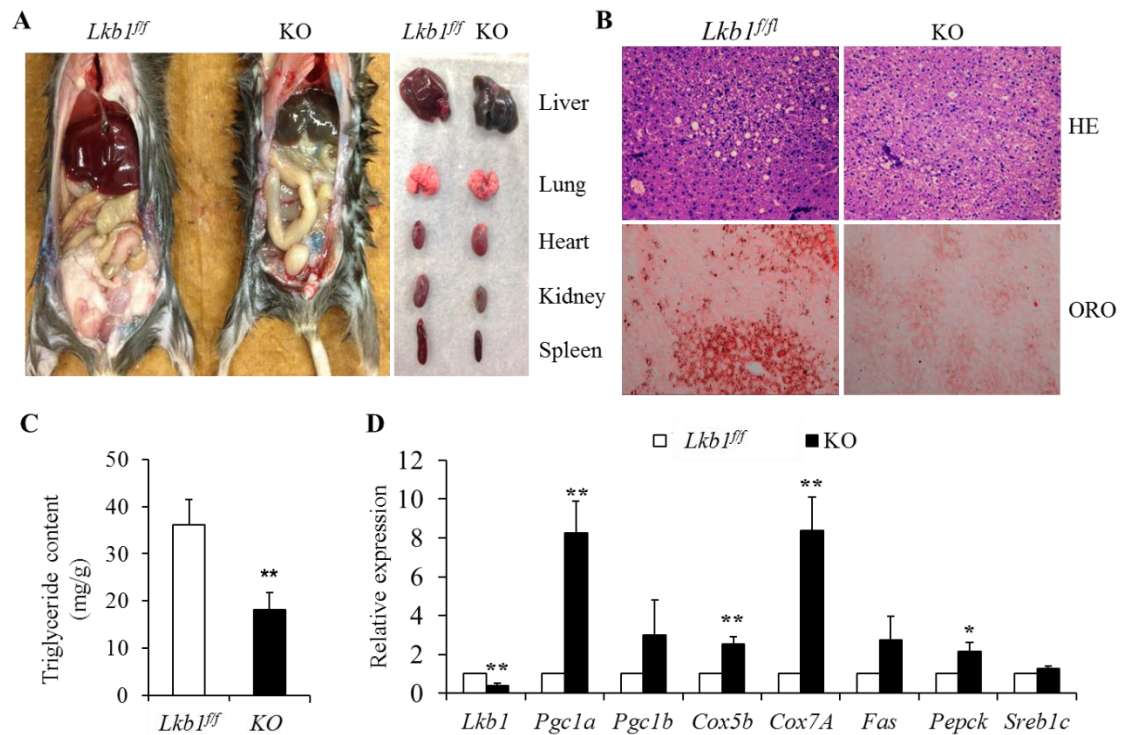 A
Lkb1f/f
KO
Lkb1f/f KO
Liver
Lung
Heart
Kidney
Spleen
B
Lkb1f/fl
KO
HE
ORO
C
Triglyceride content
(mg/g)
50
40
30
20
10
0
**
Lkb1f/f
KO
D
Lkb1f/f
KO
Relative expression
12
10
8
6
4
2
0
**
**
**
**
*
Lkb1 Pgc1a Pgc1b Cox5b Cox7A Fas Pepck Sreb1c